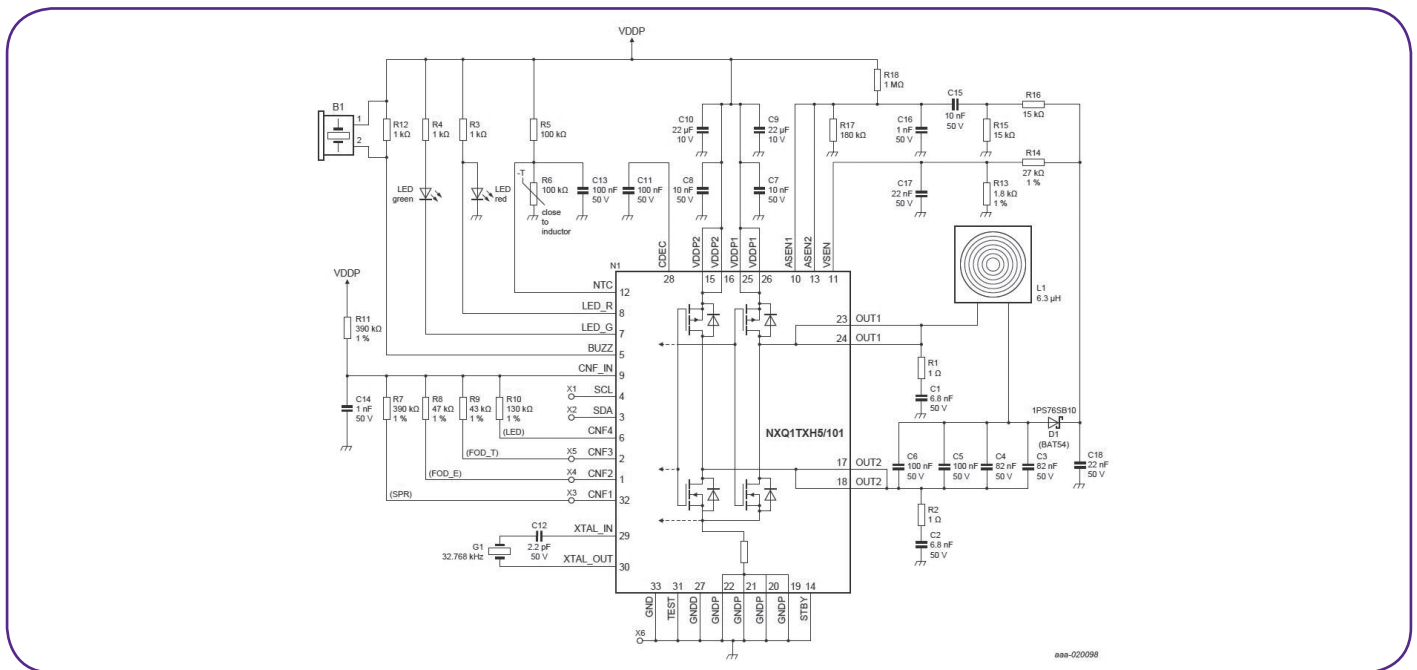 VDDP
B1
1
2
R12
1 kΩ
R4
1 kΩ
R3
1 kΩ
R5
100 kΩ
-T
R6
100 kΩ
close
to
inductor
C13
100 nF
50 V
C11
100 nF
50 V
C10
22 µF
10 V
C9
22 µF
10 V
C8
10 nF
50 V
C7
10 nF
50 V
R18
1 MΩ
R17
180 kΩ
C16
1 nF
50 V
C15
10 nF
50 V
R15
15 kΩ
R16
15 kΩ
R14
27 kΩ
1 %
C17
22 nF
50 V
R13
1.8 kΩ
1 %
LED
green
LED
red
L1
6.3 µH
N1
CDEC
VDDP2
VDDP2
VDDP1
VDDP1
ASEN1
ASEN2
VSEN
28
15
16
25
26
10
13
11
NTC
12
LED_R
8
LED_G
7
BUZZ
5
CNF_IN
9
X1
SCL
4
X2
SDA
3
CNF4
6
X5
CNF3
2
X4
CNF2
1
X3
CNF1
32
XTAL_IN
29
XTAL_OUT
30
VDDP
R11
390 kΩ
1 %
C14
1 nF
50 V
R7
390 kΩ
1 %
R8
47 kΩ
1 %
R9
43 kΩ
1 %
R10
130 kΩ
1 %
(LED)
(FOD_T)
(FOD_E)
(SPR)
G1
32.768 kHz
C12
2.2 pF
50 V
NXQ1TXH5/101
23
OUT1
24
OUT1
17
OUT2
18
OUT2
R1
1 Ω
C1
6.8 nF
50 V
1PS76SB10
D1
(BAT54)
C6
100 nF
50 V
C5
100 nF
50 V
C4
82 nF
50 V
C3
82 nF
50 V
C18
22 nF
50 V
R2
1 Ω
C2
6.8 nF
50 V
33
31
27
22
21
20
19
14
GND
TEST
GNDD
GNDP
GNDP
GNDP
GNDP
STBY
X6
aaa-020098